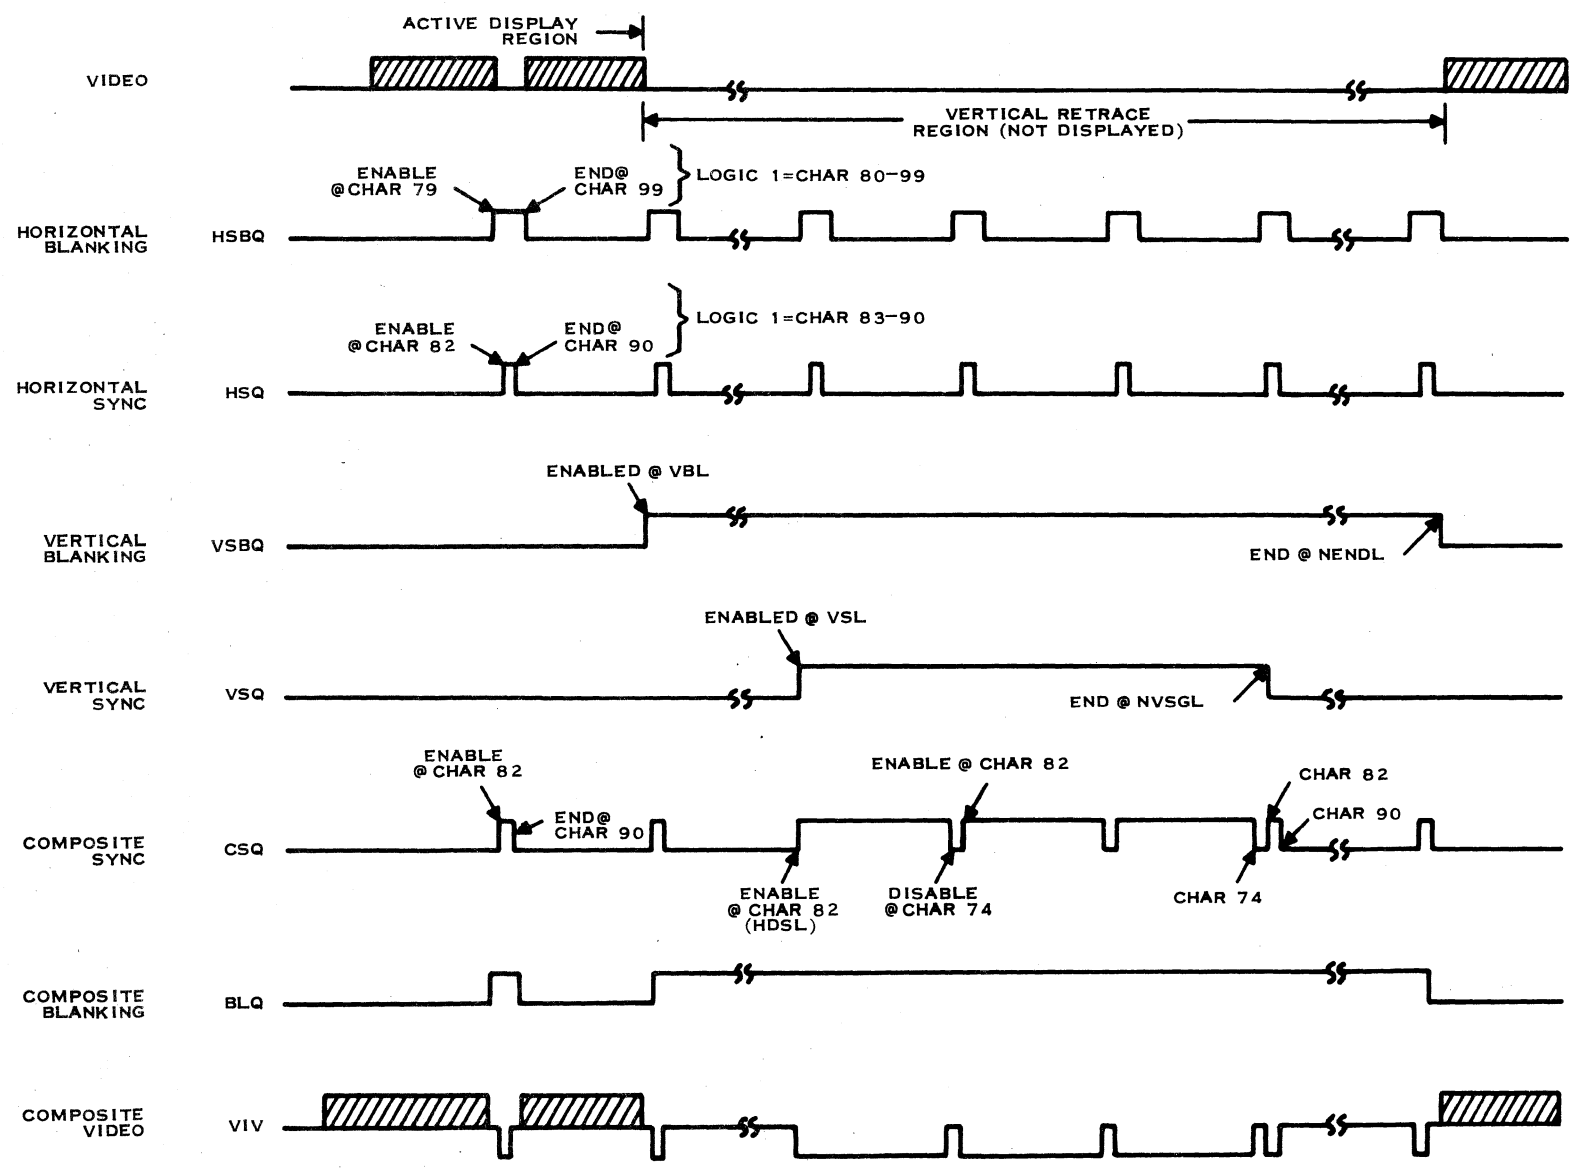 ACTIVE DISPLAY
REGION
VIDEO
VERTICAL RETRACE
REGION (NOT DISPLAYED)
ENABLE
@CHAR 79
END@
CHAR 99
LOGIC 1=CHAR 80-99
HORIZONTAL
BLANKING
HSBQ
ENABLE
@CHAR 82
END@
CHAR 90
LOGIC 1=CHAR 83-90
HORIZONTAL
SYNC
HSQ
ENABLED @ VBL
VERTICAL
BLANKING
VSBQ
END @ NENDL
ENABLED @ VSL
VERTICAL
SYNC
VSQ
END @ NVSGL
ENABLE
@ CHAR 82
END@
CHAR 90
ENABLE @ CHAR 82
CHAR 82
CHAR 90
COMPOSITE
SYNC
CSQ
ENABLE
@ CHAR 82
(HDSL)
DISABLE
@CHAR 74
CHAR 74
COMPOSITE
BLANKING
BLQ
COMPOSITE
VIDEO
VIV